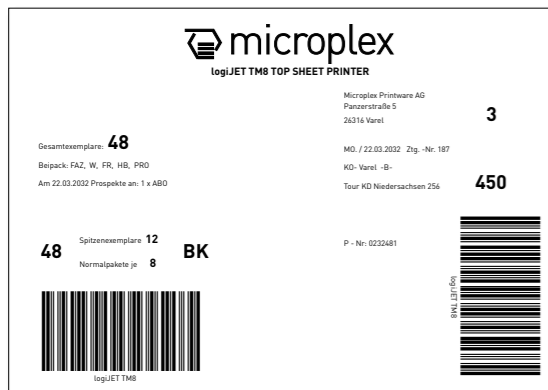 microplex
logiJET TM8 TOP SHEET PRINTER
Microplex Printware AG
Panzerstraße 5
26316 Varel
3
Gesamtexemplare: 48
MO. / 22.03.2032 Ztg. -Nr. 187
Beipack: FAZ, W, FR, HB, PRO
KO- Varel -B-
Am 22.03.2032 Prospekte an: 1 x ABO
Tour KD Niedersachsen 256 450
48
Spitzenexemplare 12
Normalpakete je 8
BK
P - Nr: 0232481
logiJET TM8
logiJET TM8